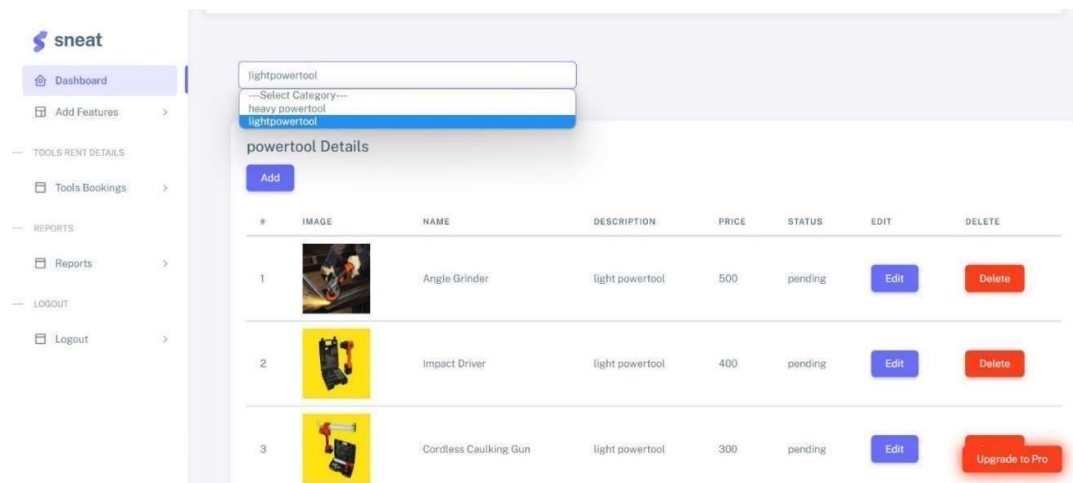 sneat
Dashboard
Add Features
TOOLS RENT DETAILS
Tools Bookings
REPORTS
Reports
LOGOUT
Logout
lightpowertool
---Select Category---
heavy powertool
lightpowertool
powertool Details
Add
# IMAGE NAME DESCRIPTION PRICE STATUS EDIT DELETE
1 Angle Grinder light powertool 500 pending Edit Delete
2 Impact Driver light powertool 400 pending Edit Delete
3 Cordless Caulking Gun light powertool 300 pending Edit
Upgrade to Pro